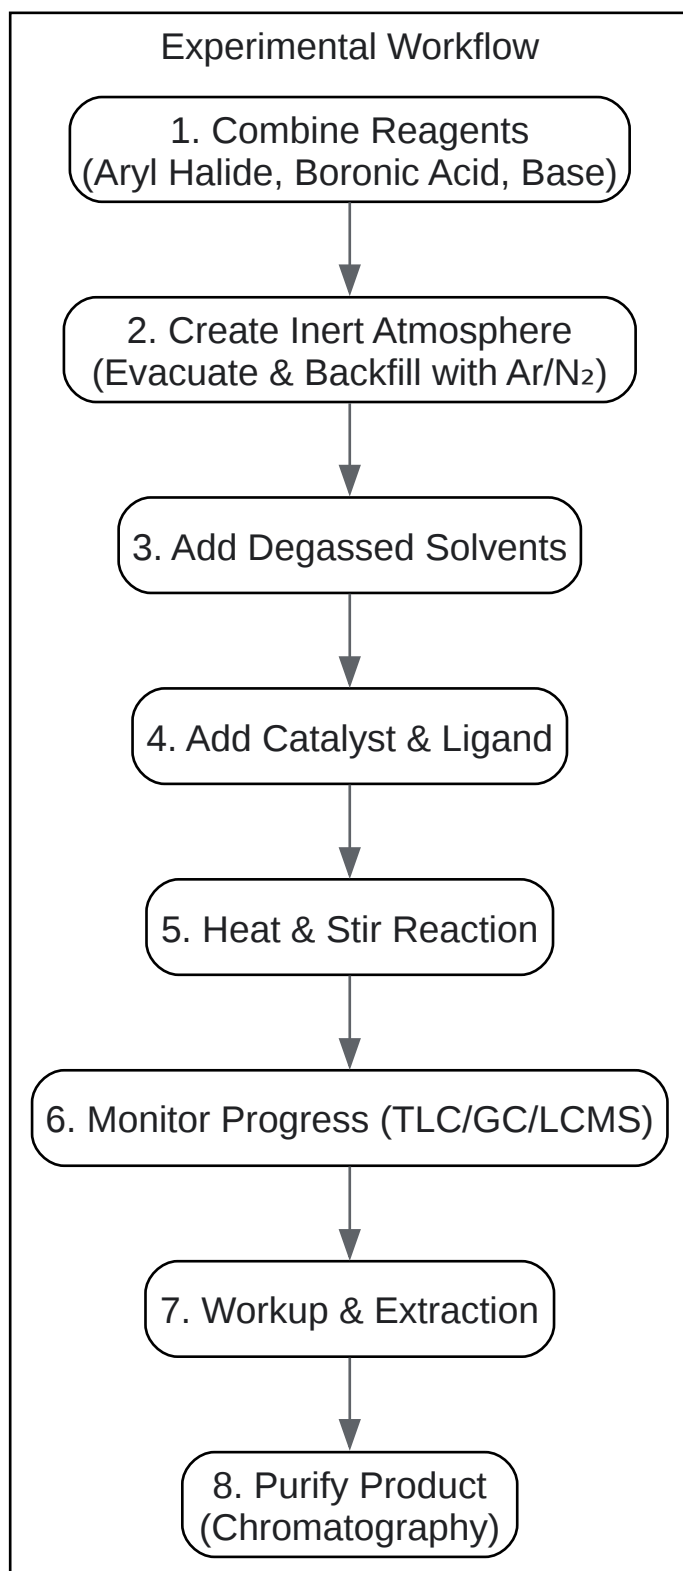 Experimental Workflow
1. Combine Reagents
(Aryl Halide, Boronic Acid, Base)
2. Create Inert Atmosphere
(Evacuate & Backfill with Ar/N₂)
3. Add Degassed Solvents
4. Add Catalyst & Ligand
5. Heat & Stir Reaction
6. Monitor Progress (TLC/GC/LCMS)
7. Workup & Extraction
8. Purify Product
(Chromatography)